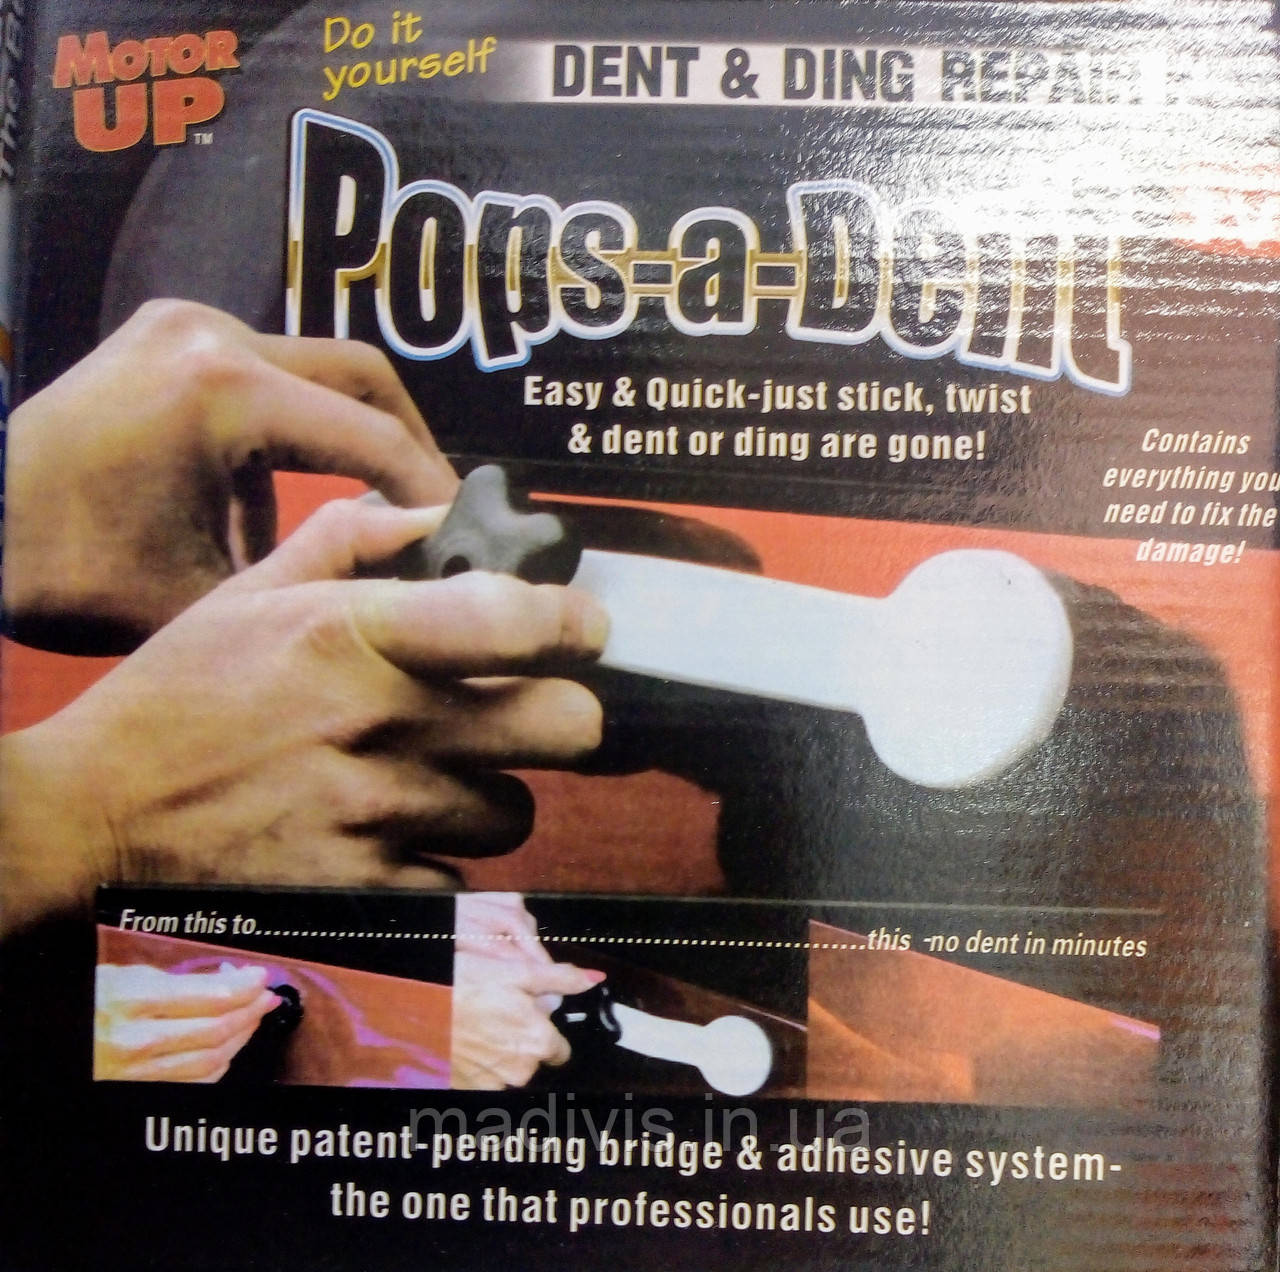 MOTOR
UP™
Do it
yourself
DENT & DING REPAIR
Pops-a-Dent
Easy & Quick-just stick, twist
& dent or ding are gone!
Contains
everything you
need to fix the
damage!
From this to.......................................................................this -no dent in minutes
madivis.in.ua
Unique patent-pending bridge & adhesive system-
the one that professionals use!